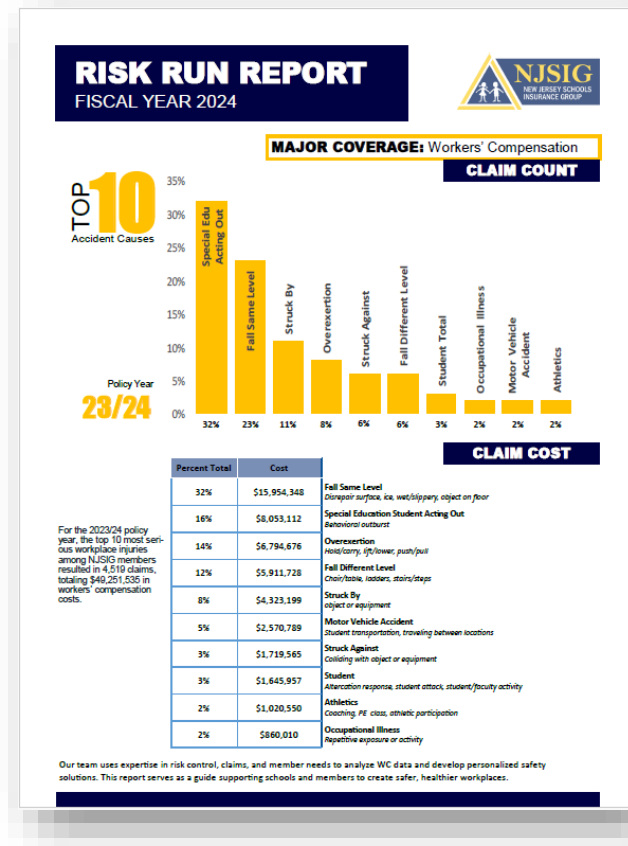 RISK RUN REPORT
FISCAL YEAR 2024
NJSIG
NEW JERSEY SCHOOLS
INSURANCE GROUP
MAJOR COVERAGE: Workers' Compensation
CLAIM COUNT
TOP 10
Accident Causes
35%
30%
25%
20%
15%
10%
5%
0%
Special Edu
Acting Out
Fall Same Level
Struck By
Overexertion
Struck Against
Fall Different Level
Student Total
Occupational Illness
Motor Vehicle
Accident
Athletics
32% 23% 11% 8% 6% 6% 3% 2% 2% 2%
Policy Year
23/24
CLAIM COST
For the 2023/24 policy
year, the top 10 most seri-
ous workplace injuries
among NJSIG members
resulted in 4,519 claims,
totaling $49,251,535 in
workers' compensation
costs.
Percent Total Cost
32% $15,954,348 Fall Same Level
Disrepair surface, ice, wet/slippery, object on floor
16% $8,053,112 Special Education Student Acting Out
Behavioral outburst
14% $6,794,676 Overexertion
Hold/carry, lift/lower, push/pull
12% $5,911,728 Fall Different Level
Chair/table, ladders, stairs/steps
8% $4,323,199 Struck By
object or equipment
5% $2,570,789 Motor Vehicle Accident
Student transportation, traveling between locations
3% $1,719,565 Struck Against
Colliding with object or equipment
3% $1,645,957 Student
Altercation response, student attack, student/faculty activity
2% $1,020,550 Athletics
Coaching, PE class, athletic participation
2% $860,010 Occupational Illness
Repetitive exposure or activity
Our team uses expertise in risk control, claims, and member needs to analyze WC data and develop personalized safety
solutions. This report serves as a guide supporting schools and members to create safer, healthier workplaces.